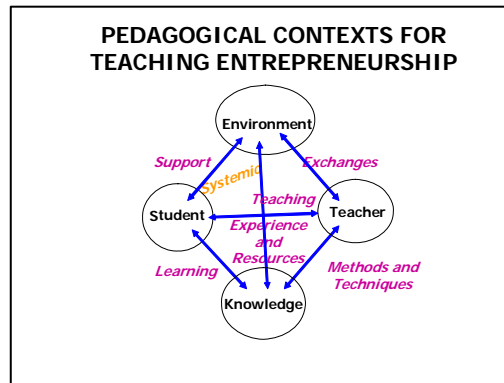 PEDAGOGICAL CONTEXTS FOR
TEACHING ENTREPRENEURSHIP
Environment
Support
Exchanges
Systemic
Teaching
Student
Teacher
Experience
and
Resources
Learning
Methods and
Techniques
Knowledge